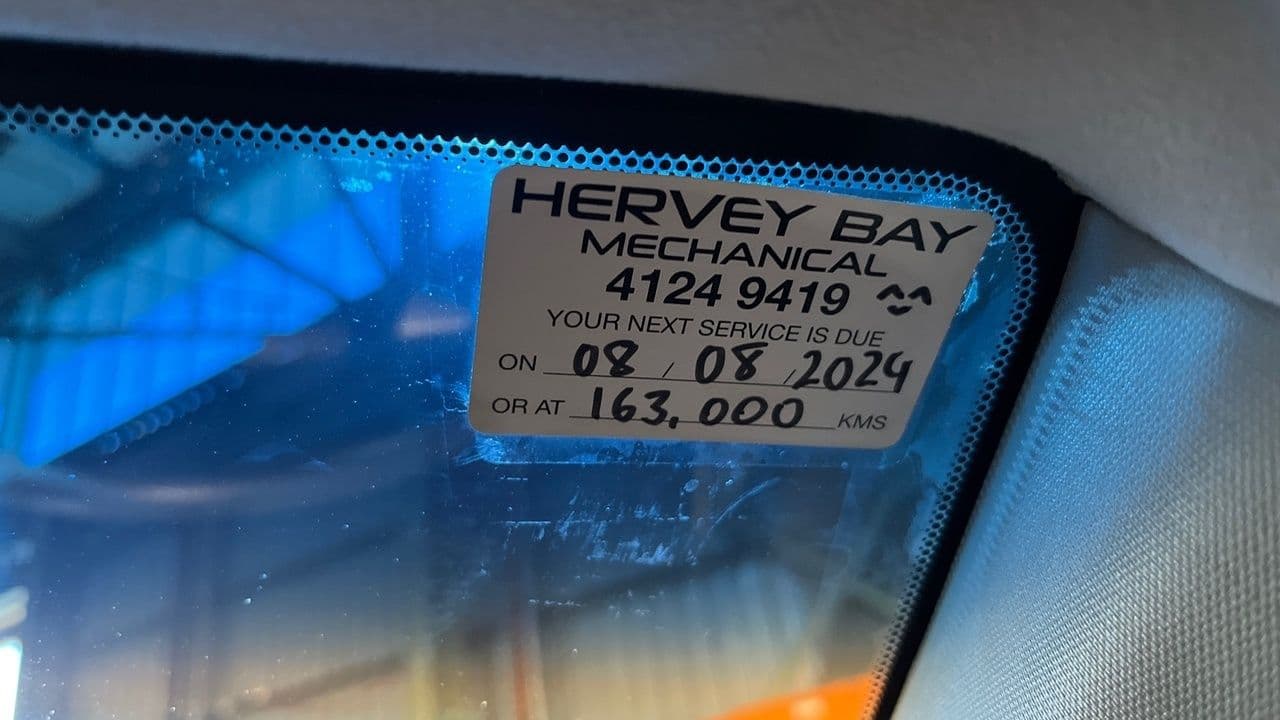 HERVEY BAY
MECHANICAL
4124 9419
YOUR NEXT SERVICE IS DUE
ON 08 / 08 / 2024
OR AT 163,000 KMS